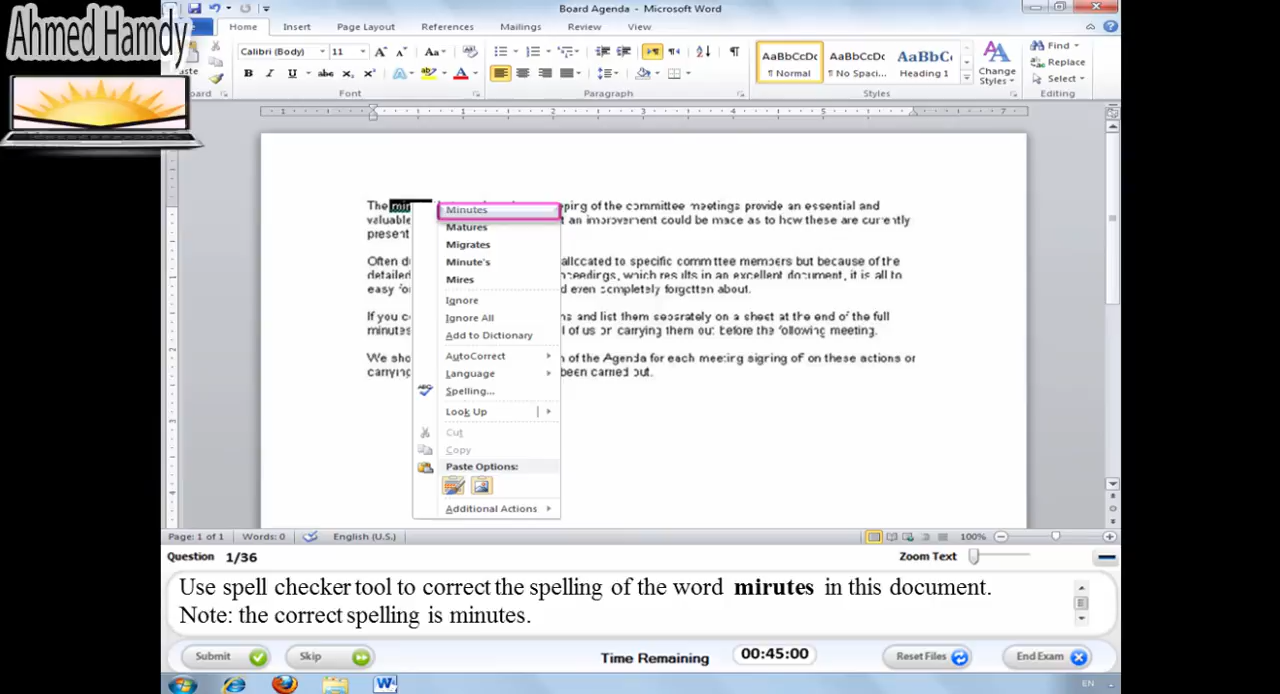 Ahmed Hamdy
Board Agenda - Microsoft Word
Home Insert Page Layout References Mailings Review View
Calibri (Body) 11
Aa
AaBbCcDc AaBbCcDc AaBbC
¶ Normal ¶ No Spaci... Heading 1
Change Styles
Find
Replace
Select
Font Paragraph Styles Editing
The
ping of the committee meetings provide an essential and
valuable
t an improvement could be mace as to how these are currently
present
Often d
allocated to specific committee members but because of the
detailed
ceedings, which results in an excellent document, it is all to
easy
d even completely forgotten about.
If you c
ns and list them separately on a sheet at the end of the full
minutes
l of us on carrying them out before the following meeting.
We sho
n of the Agenda for each meeting signing off on these actions or
carrying
been carried out.
Minutes
Matures
Migrates
Minute's
Mires
Ignore
Ignore All
Add to Dictionary
AutoCorrect
Language
Spelling...
Look Up
Cut
Copy
Paste Options:
Additional Actions
Page: 1 of 1 Words: 0 English (U.S.) 100%
Question 1/36 Zoom Text
Use spell checker tool to correct the spelling of the word mirutes in this document.
Note: the correct spelling is minutes.
Submit Skip Time Remaining 00:45:00 Reset Files End Exam
EN